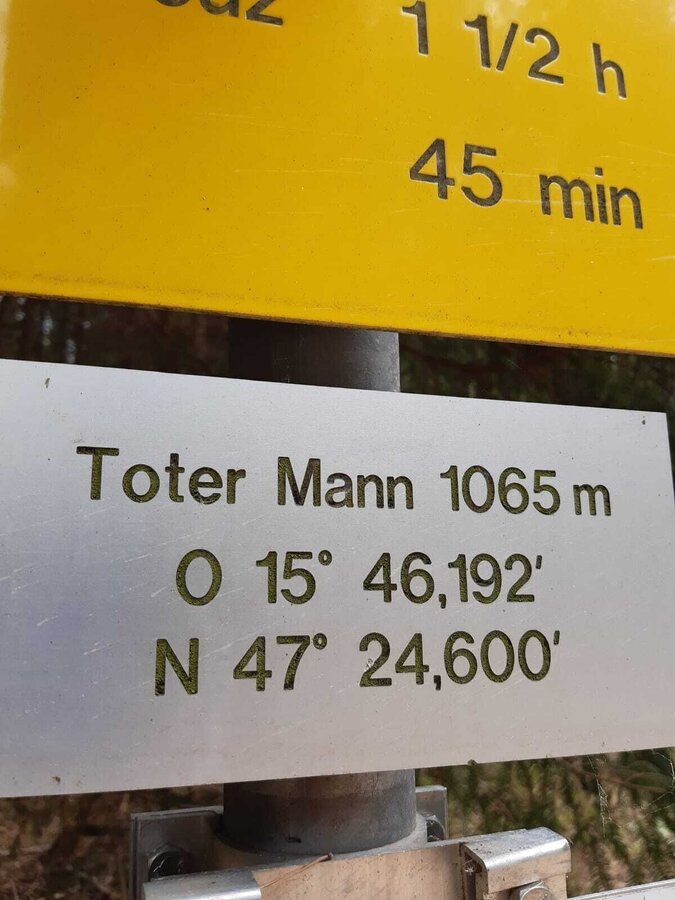 1 1/2 h
45 min
Toter Mann 1065 m
O 15° 46,192'
N 47° 24,600'